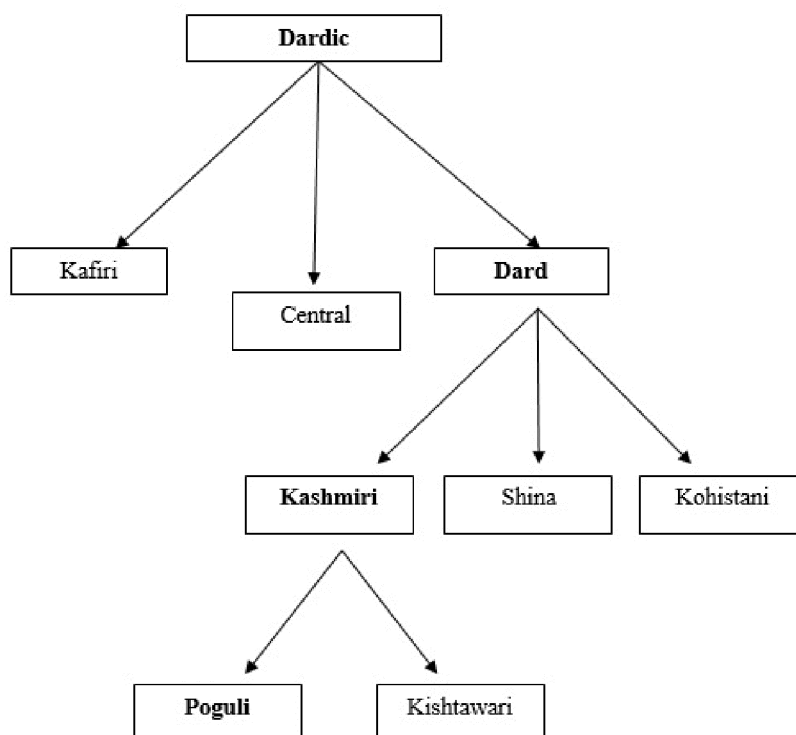 Dardic
Kafiri
Central
Dard
Kashmiri
Shina
Kohistani
Poguli
Kishtawari